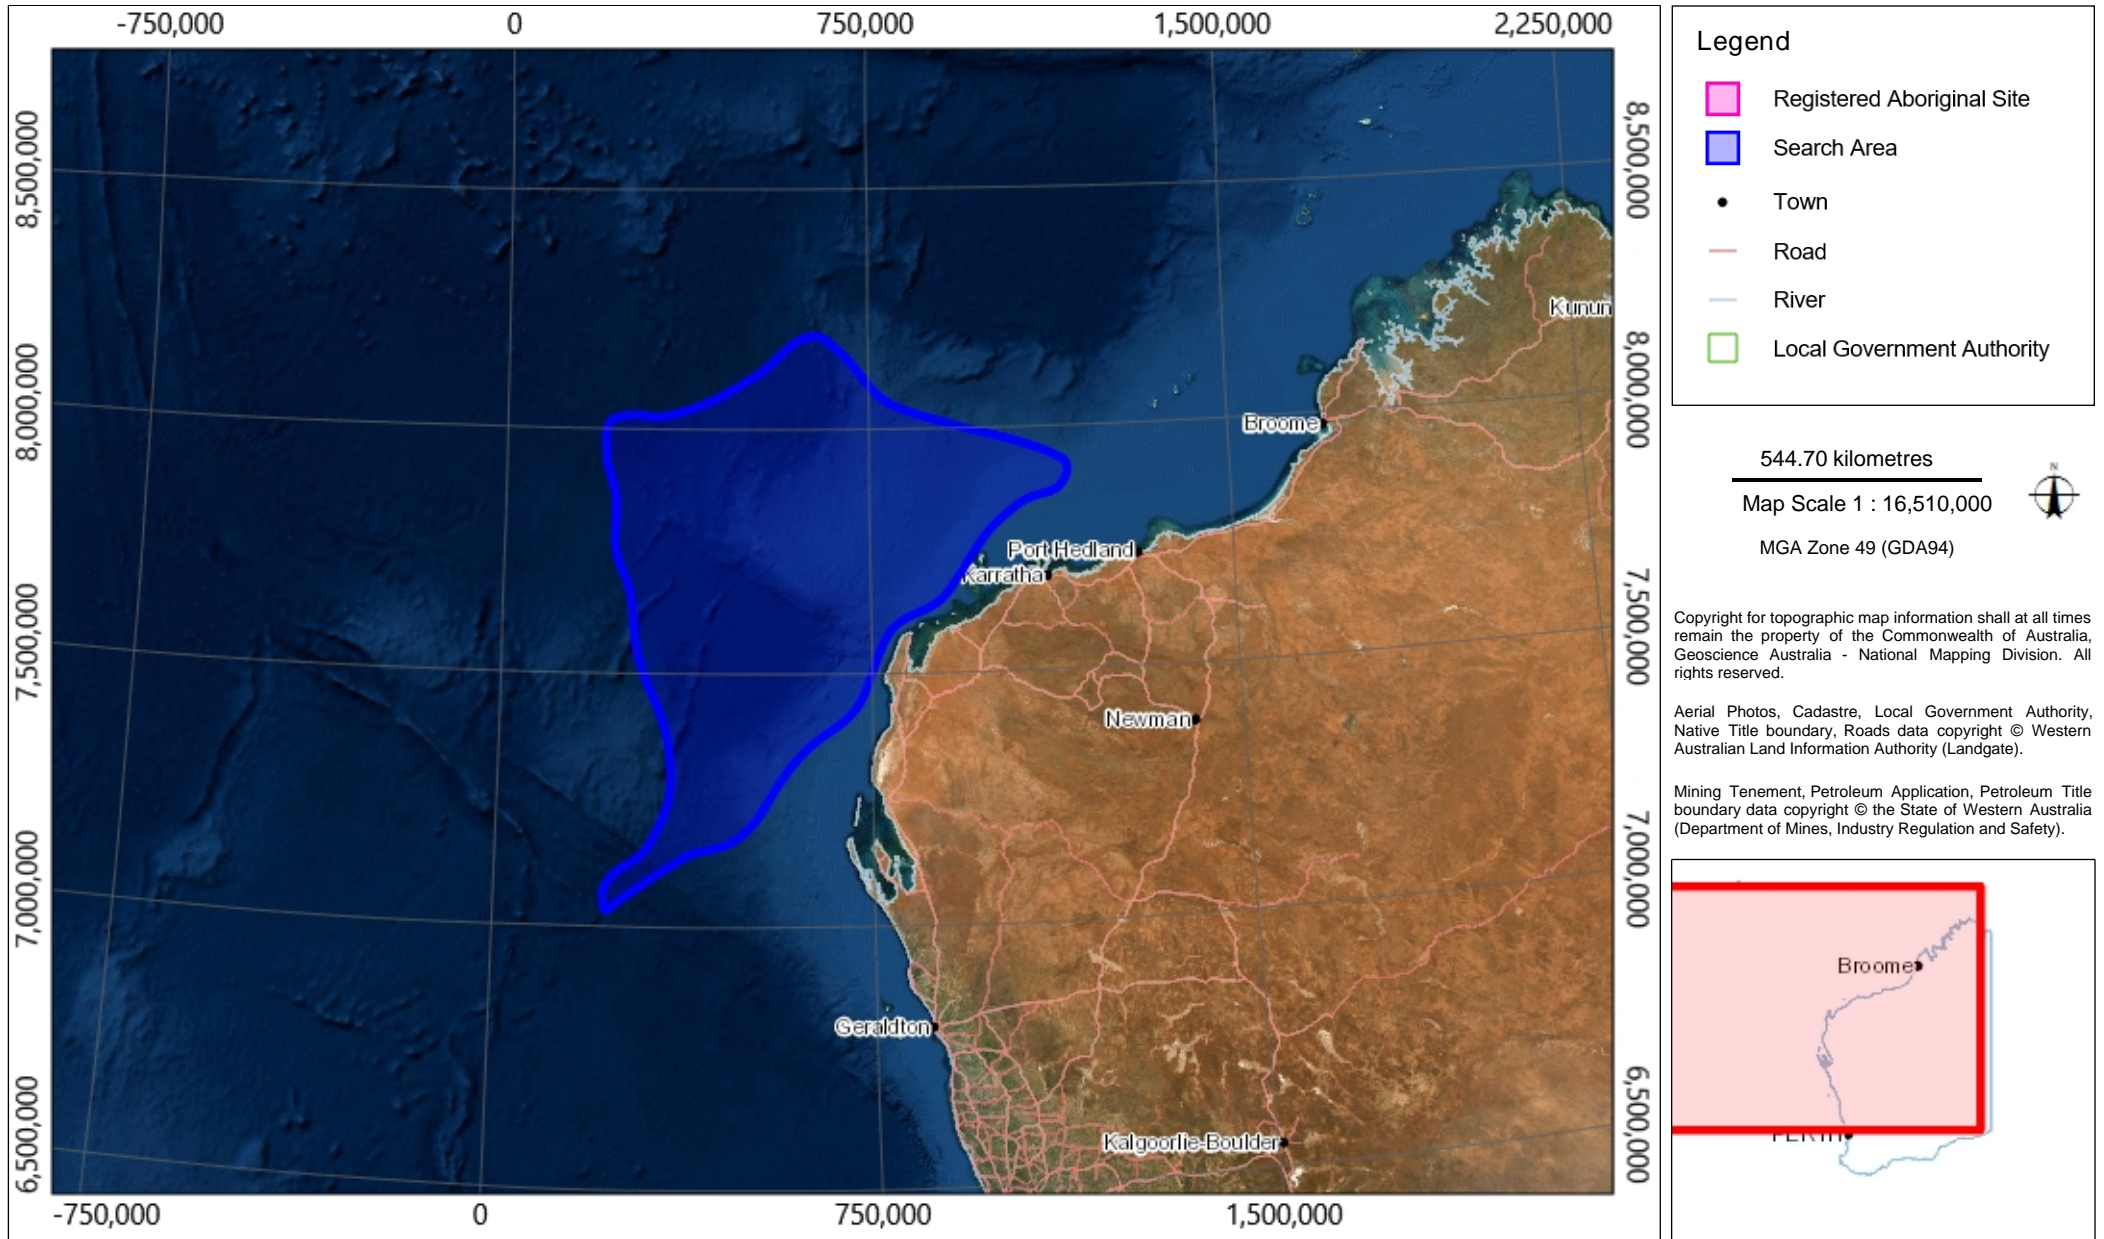 -750,000
0
750,000
1,500,000
2,250,000
8,500,000
8,000,000
7,500,000
7,000,000
6,500,000
8,500,000
8,000,000
7,500,000
7,000,000
6,500,000
Kunun
Broome
Port Hedland
Karratha
Newman
Geraldton
Kalgoorlie-Boulder
-750,000
0
750,000
1,500,000
Legend
Registered Aboriginal Site
Search Area
Town
Road
River
Local Government Authority
544.70 kilometres
Map Scale 1 : 16,510,000
MGA Zone 49 (GDA94)
N
Copyright for topographic map information shall at all times
remain the property of the Commonwealth of Australia,
Geoscience Australia - National Mapping Division. All
rights reserved.
Aerial Photos, Cadastre, Local Government Authority,
Native Title boundary, Roads data copyright © Western
Australian Land Information Authority (Landgate).
Mining Tenement, Petroleum Application, Petroleum Title
boundary data copyright © the State of Western Australia
(Department of Mines, Industry Regulation and Safety).
Broome
PERTH